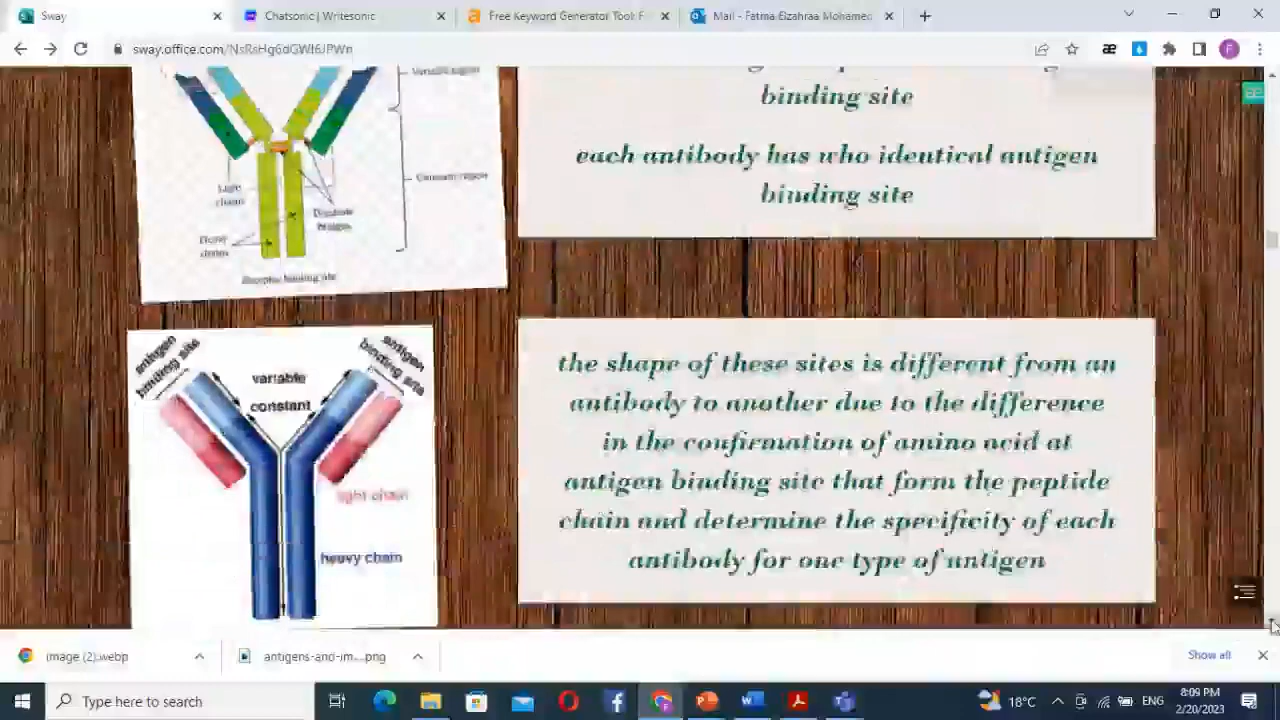 Sway
Chatsonic | Writesonic
Free Keyword Generator Tool: F
Mail - Fatma Elzahraa Mohamed
sway.office.com/NsRsHg6dGWl6JPWn
binding site
each antibody has who identical antigen
binding site
Variable region
Constant region
Light
chain
Disulfide
bridges
Heavy
chains
antigen
binding site
antigen
binding site
variable
constant
light chain
heavy chain
the shape of these sites is different from an
antibody to another due to the difference
in the confirmation of amino acid at
antigen binding site that form the peptide
chain and determine the specificity of each
antibody for one type of antigen
image (2).webp
antigens-and-im....png
Show all
Type here to search
18°C
ENG
8:09 PM
2/20/2023